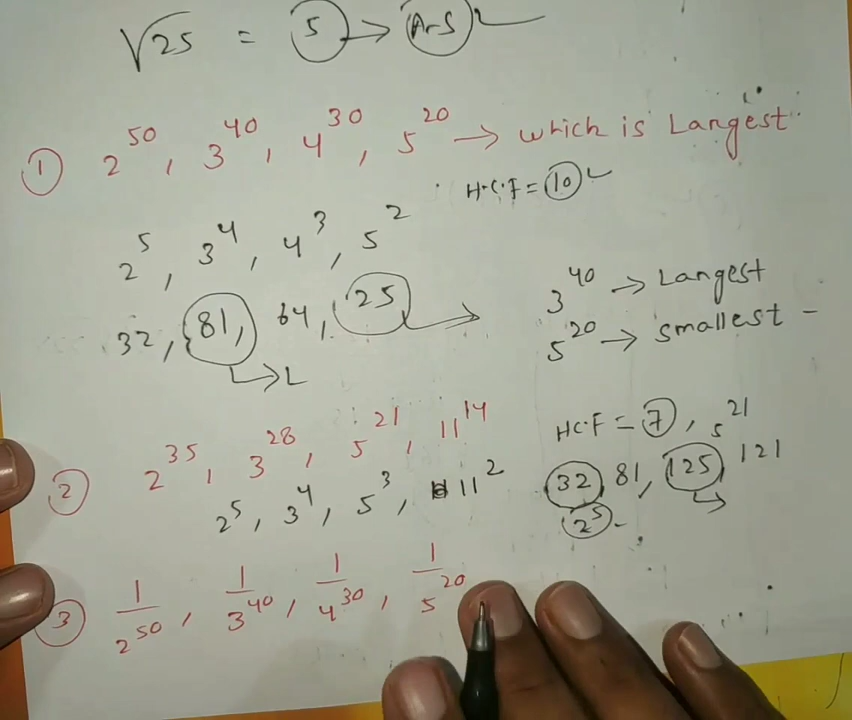 √25 = 5 → Ans
① 2^50, 3^40, 4^30, 5^20 → which is Langest
H.C.F = 10
2^5, 3^4, 4^3, 5^2
32, 81, 64, 25 →
→ L
3^40 → Langest
5^20 → smallest -
② 2^35, 3^28, 5^21, 11^14
2^5, 3^4, 5^3, 11^2
HC.F = 7, 5^21
32, 81, 125, 121
2^5 -
③ 1/2^50, 1/3^40, 1/4^30, 1/5^20